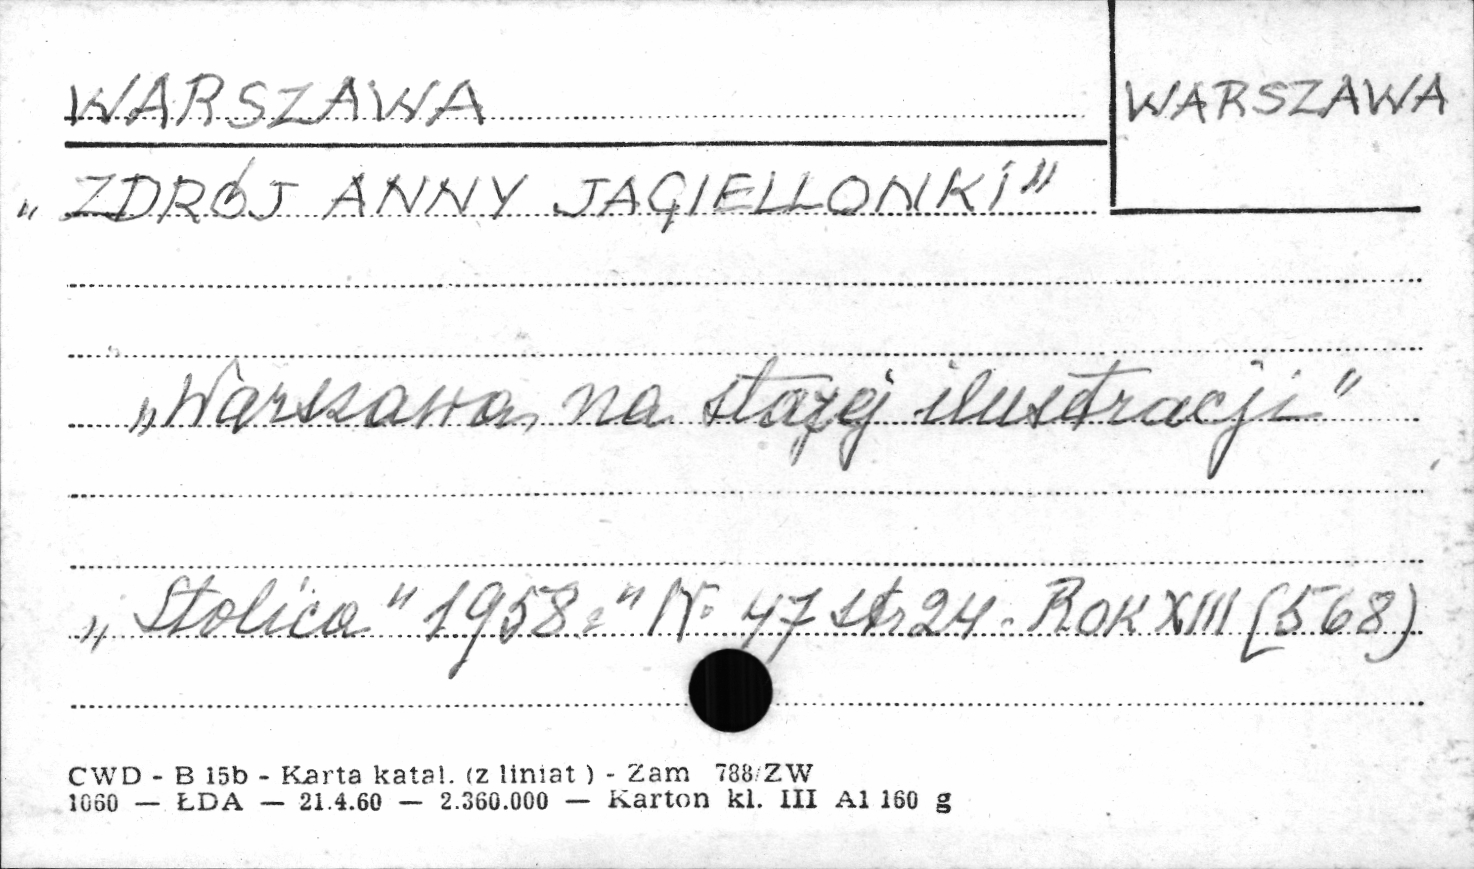 WARSZAWA
WARSZAWA
„ZDRÓJ ANNY JAGIELLONKI"
„Warszawa na starej ilustracji"
„Stolica" 1958r" Nr 47 str 24. Rok XIII (568)
CWD - B 15b - Karta katal. (z liniat ) - Zam 788/ZW
1060 — ŁDA — 21.4.60 — 2.360.000 — Karton kl. III A1 160 g